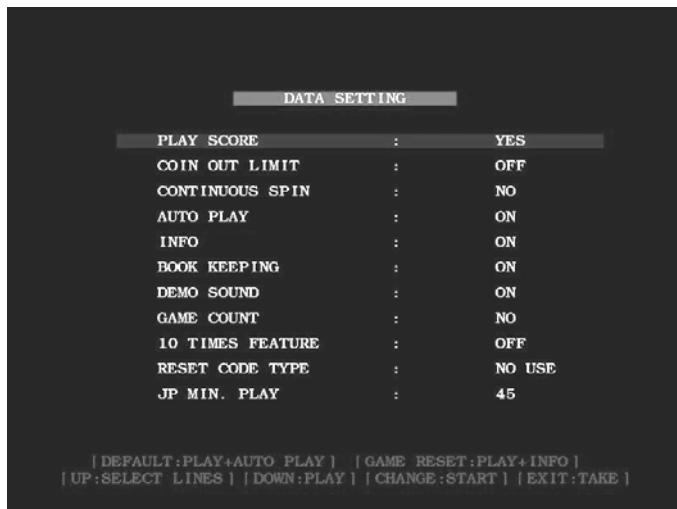 DATA SETTING
PLAY SCORE : YES
COIN OUT LIMIT : OFF
CONTINUOUS SPIN : NO
AUTO PLAY : ON
INFO : ON
BOOK KEEPING : ON
DEMO SOUND : ON
GAME COUNT : NO
10 TIMES FEATURE : OFF
RESET CODE TYPE : NO USE
JP MIN. PLAY : 45
[DEFAULT:PLAY+AUTO PLAY] [GAME RESET:PLAY+INFO]
[UP:SELECT LINES] [DOWN:PLAY] [CHANGE:START] [EXIT:TAKE]